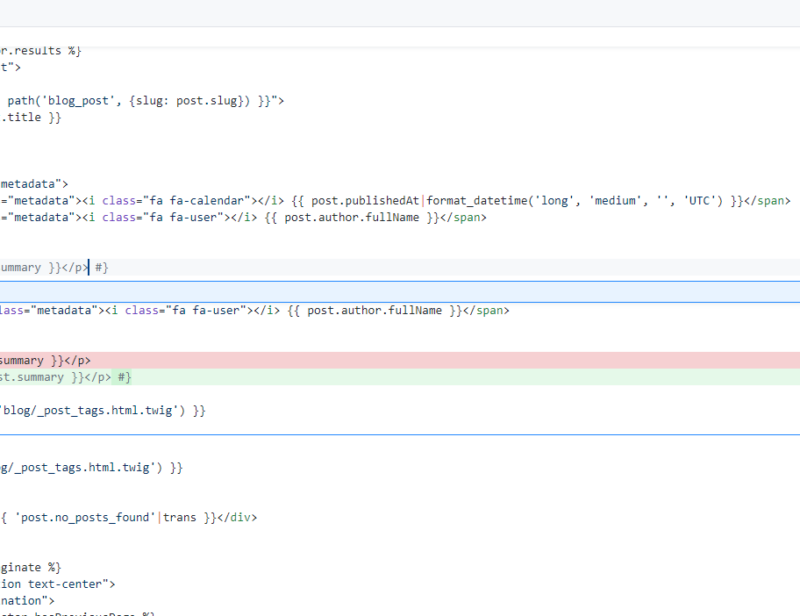 r.results %}
t">
path('blog_post', {slug: post.slug}) }}">
.title }}
metadata">
="metadata"><i class="fa fa-calendar"></i> {{ post.publishedAt|format_datetime('long', 'medium', '', 'UTC') }}</span>
="metadata"><i class="fa fa-user"></i> {{ post.author.fullName }}</span>
ummary }}</p> #}
lass="metadata"><i class="fa fa-user"></i> {{ post.author.fullName }}</span>
summary }}</p>
st.summary }}</p> #}
'blog/_post_tags.html.twig') }}
g/_post_tags.html.twig') }}
{ 'post.no_posts_found'|trans }}</div>
ginate %}
ion text-center">
nation">
tor.hasPreviousPage %}